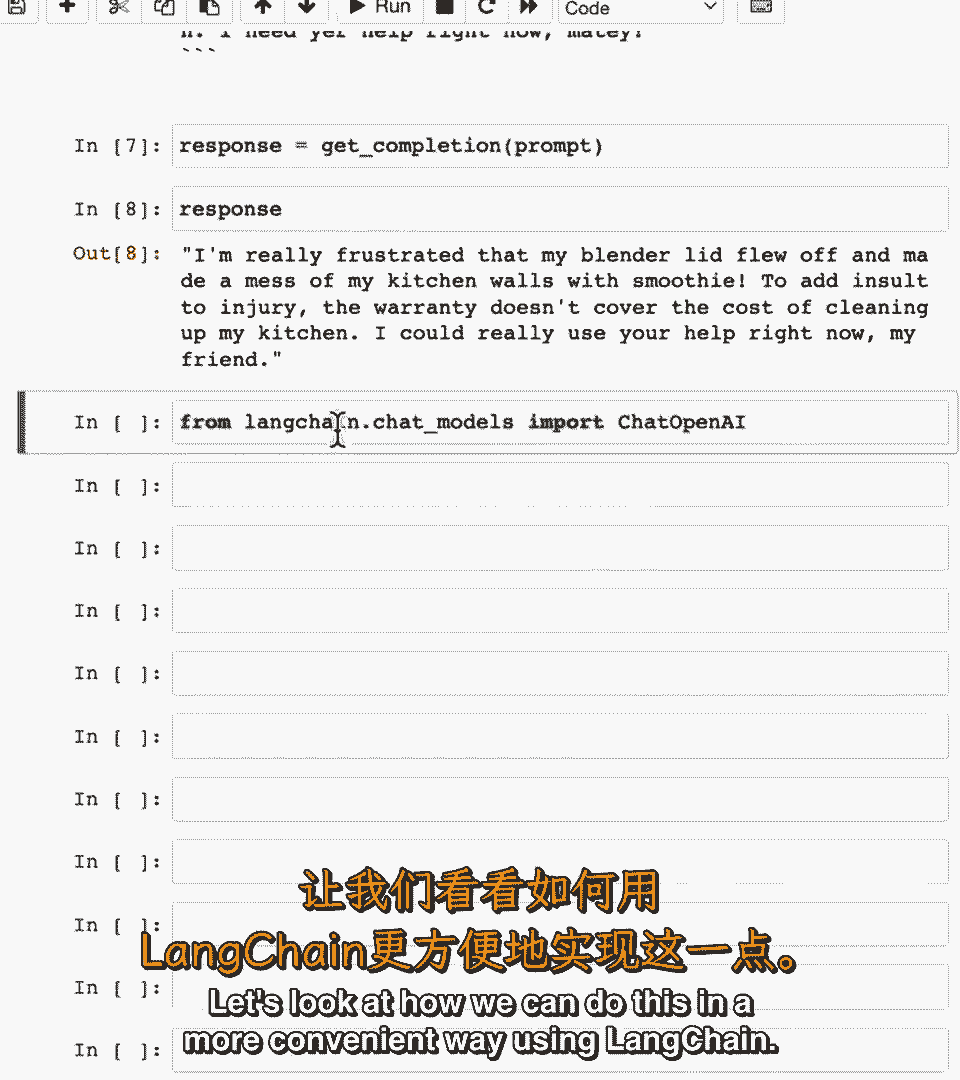 Run
Code
n. I need yer help right now, matey!
```
In [7]: response = get_completion(prompt)
In [8]: response
Out[8]: "I'm really frustrated that my blender lid flew off and ma
de a mess of my kitchen walls with smoothie! To add insult
to injury, the warranty doesn't cover the cost of cleaning
up my kitchen. I could really use your help right now, my
friend."
In [ ]: from langchain.chat_models import ChatOpenAI
In [ ]:
In [ ]:
In [ ]:
In [ ]:
In [ ]:
In [ ]:
In [ ]:
In [ ]:
In [ ]:
In [ ]:
让我们看看如何用
LangChain更方便地实现这一点。
Let's look at how we can do this in a
more convenient way using LangChain.